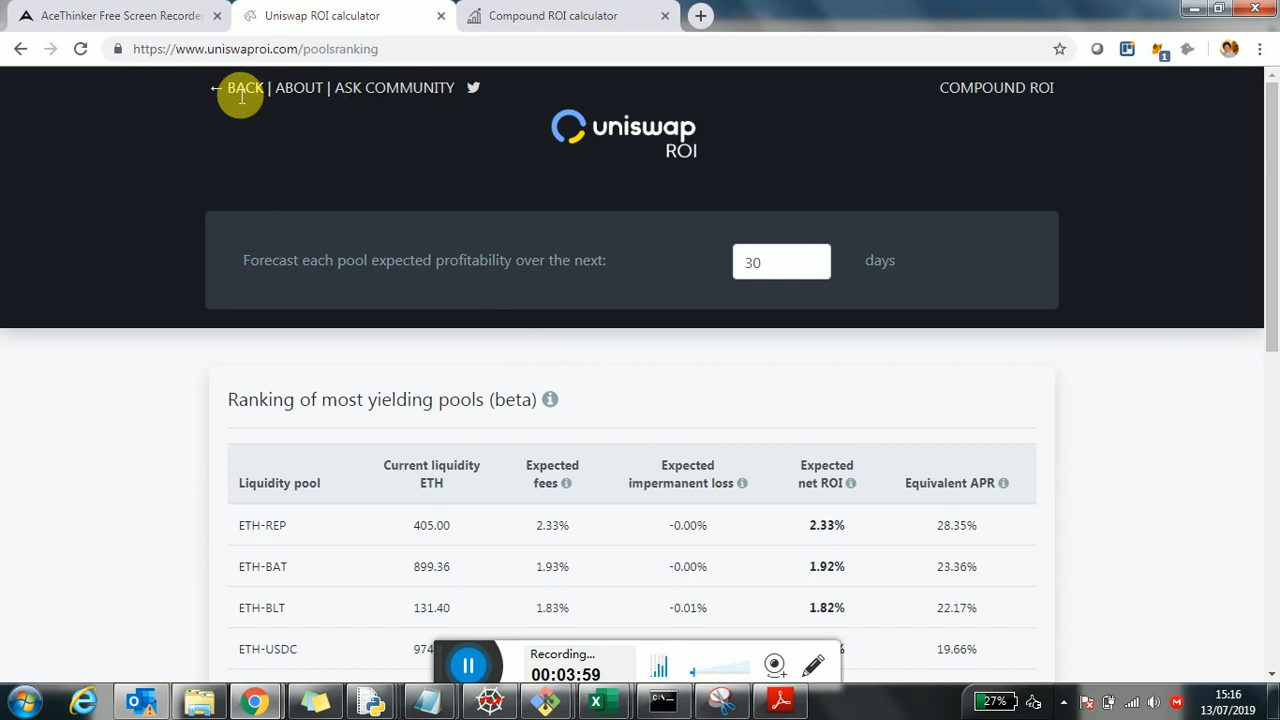 AceThinker Free Screen Recorder
Uniswap ROI calculator
Compound ROI calculator
https://www.uniswaproi.com/poolsranking
1
← BACK | ABOUT | ASK COMMUNITY
COMPOUND ROI
uniswap
ROI
Forecast each pool expected profitability over the next:
30
days
Ranking of most yielding pools (beta)
Liquidity pool
Current liquidity ETH
Expected fees
Expected impermanent loss
Expected net ROI
Equivalent APR
ETH-REP 405.00 2.33% -0.00% 2.33% 28.35%
ETH-BAT 899.36 1.93% -0.00% 1.92% 23.36%
ETH-BLT 131.40 1.83% -0.01% 1.82% 22.17%
ETH-USDC 974 19.66%
Recording...
00:03:59
27%
15:16
13/07/2019